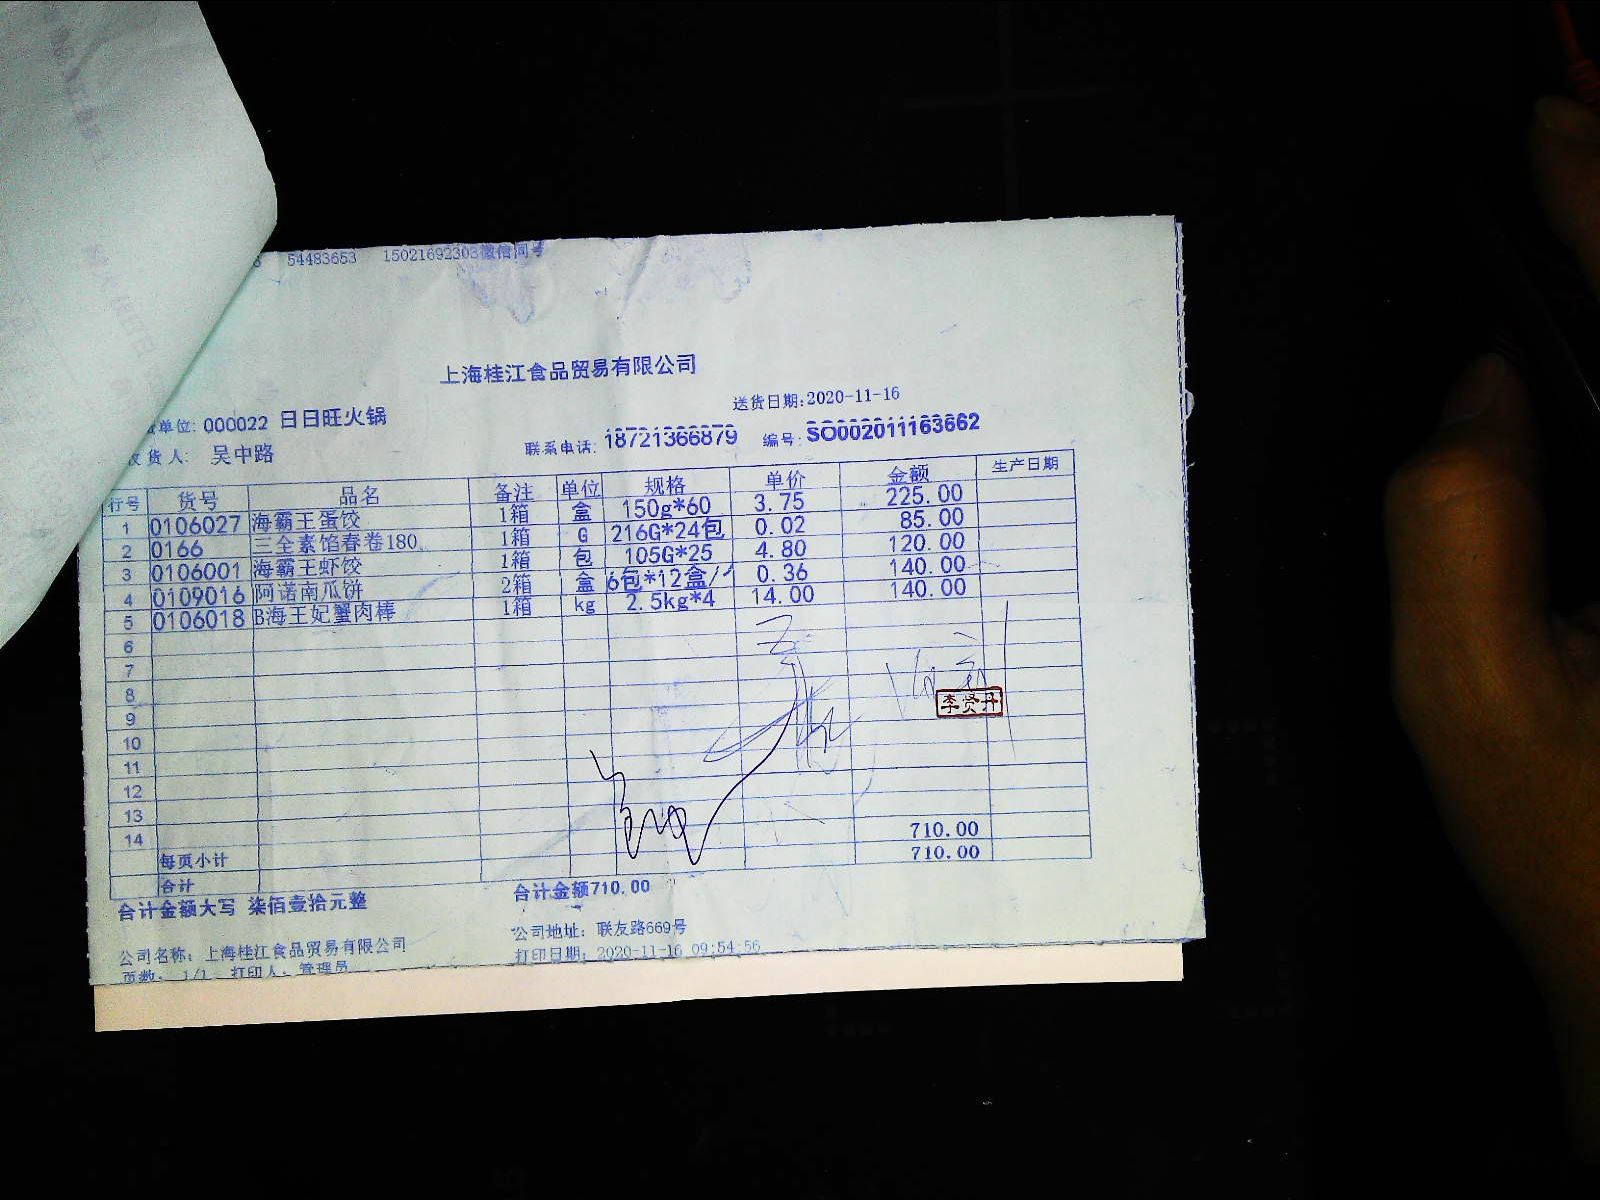 54483653 15021692303微信同号
上海桂江食品贸易有限公司
送货日期:2020-11-16
单位: 000022 日日旺火锅
联系电话: 18721366879 编号: SO002011163662
收货人: 吴中路
行号 货号 品名 备注 单位 规格 单价 金额 生产日期
1 0106027 海霸王蛋饺 1箱 盒 150g*60 3.75 225.00
2 0166 三全素馅春卷180 1箱 G 216G*24包 0.02 85.00
3 0106001 海霸王虾饺 1箱 包 105G*25 4.80 120.00
4 0109016 阿诺南瓜饼 2箱 盒 6包*12盒/ 0.36 140.00
5 0106018 B海王妃蟹肉棒 1箱 kg 2.5kg*4 14.00 140.00
6
7
8
李贤丹
9
10
11
12
13
14
每页小计 710.00
合计 710.00
合计金额大写 柒佰壹拾元整 合计金额710.00
公司地址: 联友路669号
公司名称: 上海桂江食品贸易有限公司
打印日期: 2020-11-16 09:54:56
页数: 1/1 打印人: 管理员